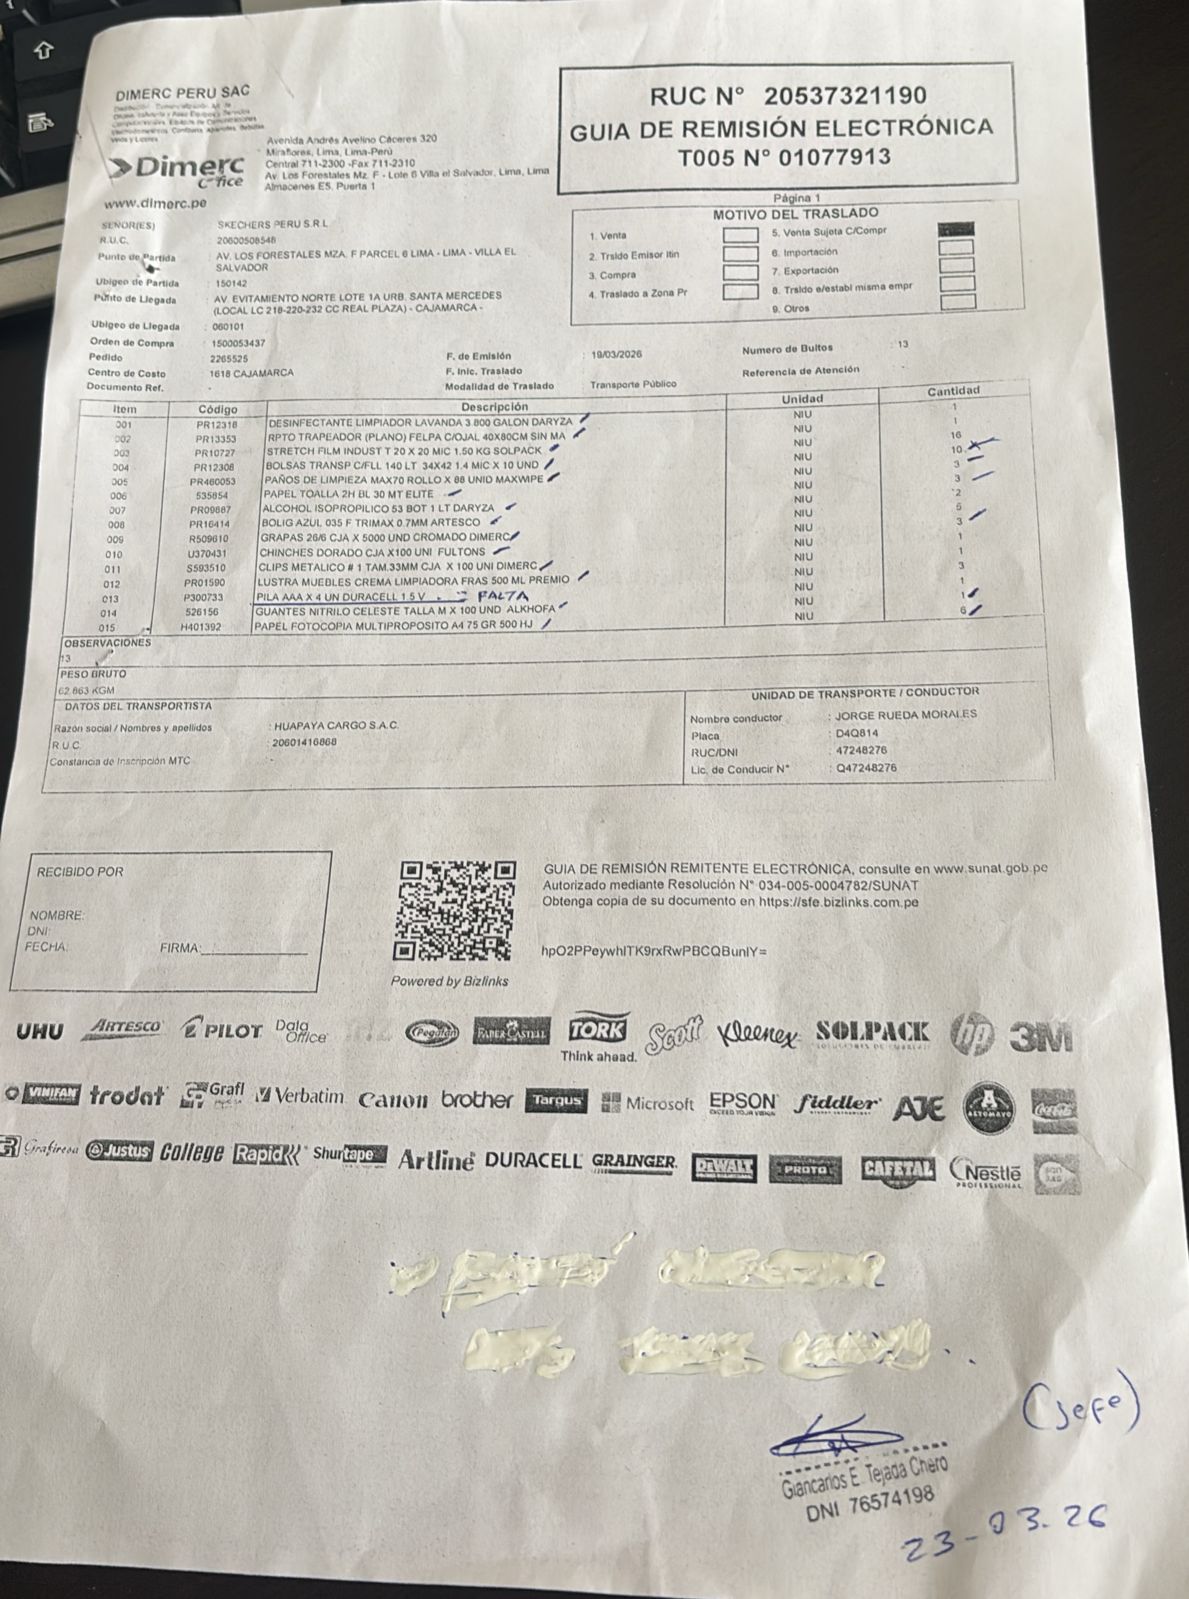 DIMERC PERU SAC
Dimerc
Office
www.dimerc.pe
Avenida Andrés Avelino Cáceres 320
Miraflores, Lima, Lima-Perú
Central 711-2300 -Fax 711-2310
Av. Los Forestales Mz. F - Lote 6 Villa el Salvador, Lima, Lima
Almacenes ES, Puerta 1
RUC N° 20537321190
GUIA DE REMISIÓN ELECTRÓNICA
T005 N° 01077913
Página 1
SEÑOR(ES) SKECHERS PERU S.R.L
R.U.C. : 20600508548
Punto de Partida : AV. LOS FORESTALES MZA. F PARCEL 6 LIMA - LIMA - VILLA EL
SALVADOR
Ubigeo de Partida : 150142
Punto de Llegada : AV. EVITAMIENTO NORTE LOTE 1A URB. SANTA MERCEDES
(LOCAL LC 218-220-232 CC REAL PLAZA) - CAJAMARCA -
Ubigeo de Llegada : 060101
Orden de Compra : 1500053437
Pedido 2265525
Centro de Costo : 1618 CAJAMARCA
Documento Ref. -
MOTIVO DEL TRASLADO
1. Venta 5. Venta Sujeta C/Compr
2. Trsldo Emisor Itin 6. Importación
3. Compra 7. Exportación
4. Traslado a Zona Pr 8. Trsldo e/establ misma empr
9. Otros
F. de Emisión : 19/03/2026
F. Inic. Traslado
Modalidad de Traslado Transporte Público
Numero de Bultos : 13
Referencia de Atención
Item Código Descripción Unidad Cantidad
001 PR12318 DESINFECTANTE LIMPIADOR LAVANDA 3.800 GALON DARYZA NIU 1
002 PR13353 RPTO TRAPEADOR (PLANO) FELPA C/OJAL 40X80CM SIN MA NIU 1
003 PR10727 STRETCH FILM INDUST T 20 X 20 MIC 1.50 KG SOLPACK NIU 16
004 PR12308 BOLSAS TRANSP C/FLL 140 LT 34X42 1.4 MIC X 10 UND NIU 10
005 PR460053 PAÑOS DE LIMPIEZA MAX70 ROLLO X 88 UNID MAXWIPE NIU 3
006 535854 PAPEL TOALLA 2H BL 30 MT ELITE NIU 3
007 PR09887 ALCOHOL ISOPROPILICO 53 BOT 1 LT DARYZA NIU 2
008 PR16414 BOLIG AZUL 035 F TRIMAX 0.7MM ARTESCO NIU 5
009 R509610 GRAPAS 26/6 CJA X 5000 UND CROMADO DIMERC NIU 3
010 U370431 CHINCHES DORADO CJA X100 UNI FULTONS NIU 1
011 S593510 CLIPS METALICO # 1 TAM.33MM CJA X 100 UNI DIMERC NIU 1
012 PR01590 LUSTRA MUEBLES CREMA LIMPIADORA FRAS 500 ML PREMIO NIU 3
013 P300733 PILA AAA X 4 UN DURACELL 1.5 V FALTA NIU 1
014 526156 GUANTES NITRILO CELESTE TALLA M X 100 UND ALKHOFA NIU 1
015 H401392 PAPEL FOTOCOPIA MULTIPROPOSITO A4 75 GR 500 HJ NIU 6
OBSERVACIONES
13
PESO BRUTO
62.863 KGM
DATOS DEL TRANSPORTISTA
Razón social / Nombres y apellidos : HUAPAYA CARGO S.A.C.
R.U.C. : 20601416868
Constancia de Inscripción MTC -
UNIDAD DE TRANSPORTE / CONDUCTOR
Nombre conductor : JORGE RUEDA MORALES
Placa : D4Q814
RUC/DNI : 47248276
Lic. de Conducir N° : Q47248276
RECIBIDO POR
NOMBRE:
DNI:
FECHA: FIRMA:
Powered by Bizlinks
GUIA DE REMISIÓN REMITENTE ELECTRÓNICA, consulte en www.sunat.gob.pe
Autorizado mediante Resolución N° 034-005-0004782/SUNAT
Obtenga copia de su documento en https://sfe.bizlinks.com.pe
hpO2PPeywhITK9rxRwPBCQBunIY=
UHU ARTESCO PILOT Data Office Pegafan FABER-CASTELL TORK Scott Kleenex SOLPACK hp 3M
Think ahead.
VINIFAN trodat Grafi Verbatim Canon brother Targus Microsoft EPSON fiddler AJE ALTOMAYO Coca-Cola
EXCEED YOUR VISION
Grafinesa Justus College Rapid Shurtape Artline DURACELL GRAINGER DEWALT PROTO CAFETAL Nestlé
PROFESSIONAL
(Jefe)
Giancarlos E. Tejada Chero
DNI 76574198
23-03.26